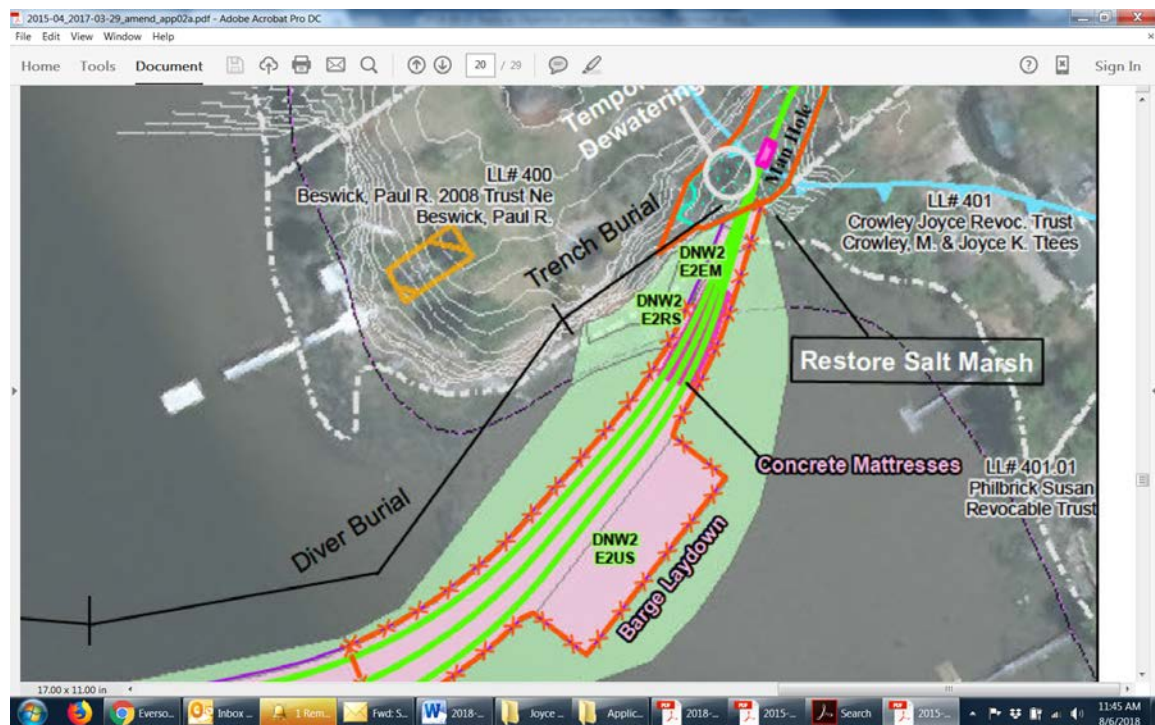 2015-04_2017-03-29_amend_app02a.pdf - Adobe Acrobat Pro DC
File Edit View Window Help
Home Tools Document 20 / 29 Sign In
Dewatering
Man Hole
LL# 400
Beswick, Paul R. 2008 Trust Ne
Beswick, Paul R.
LL# 401
Crowley Joyce Revoc. Trust
Crowley, M. & Joyce K. Ttees
Trench Burial
DNW2
E2EM
DNW2
E2RS
Restore Salt Marsh
Concrete Mattresses
LL# 401.01
Philbrick Susan
Revocable Trust
Diver Burial
DNW2
E2US
Barge Laydown
17.00 x 11.00 in
Everso... Inbox ... 1 Rem... Fwd: S... 2018-... Joyce ... Applic... 2018-... 2015-... Search 2015-... 11:45 AM
8/6/2018